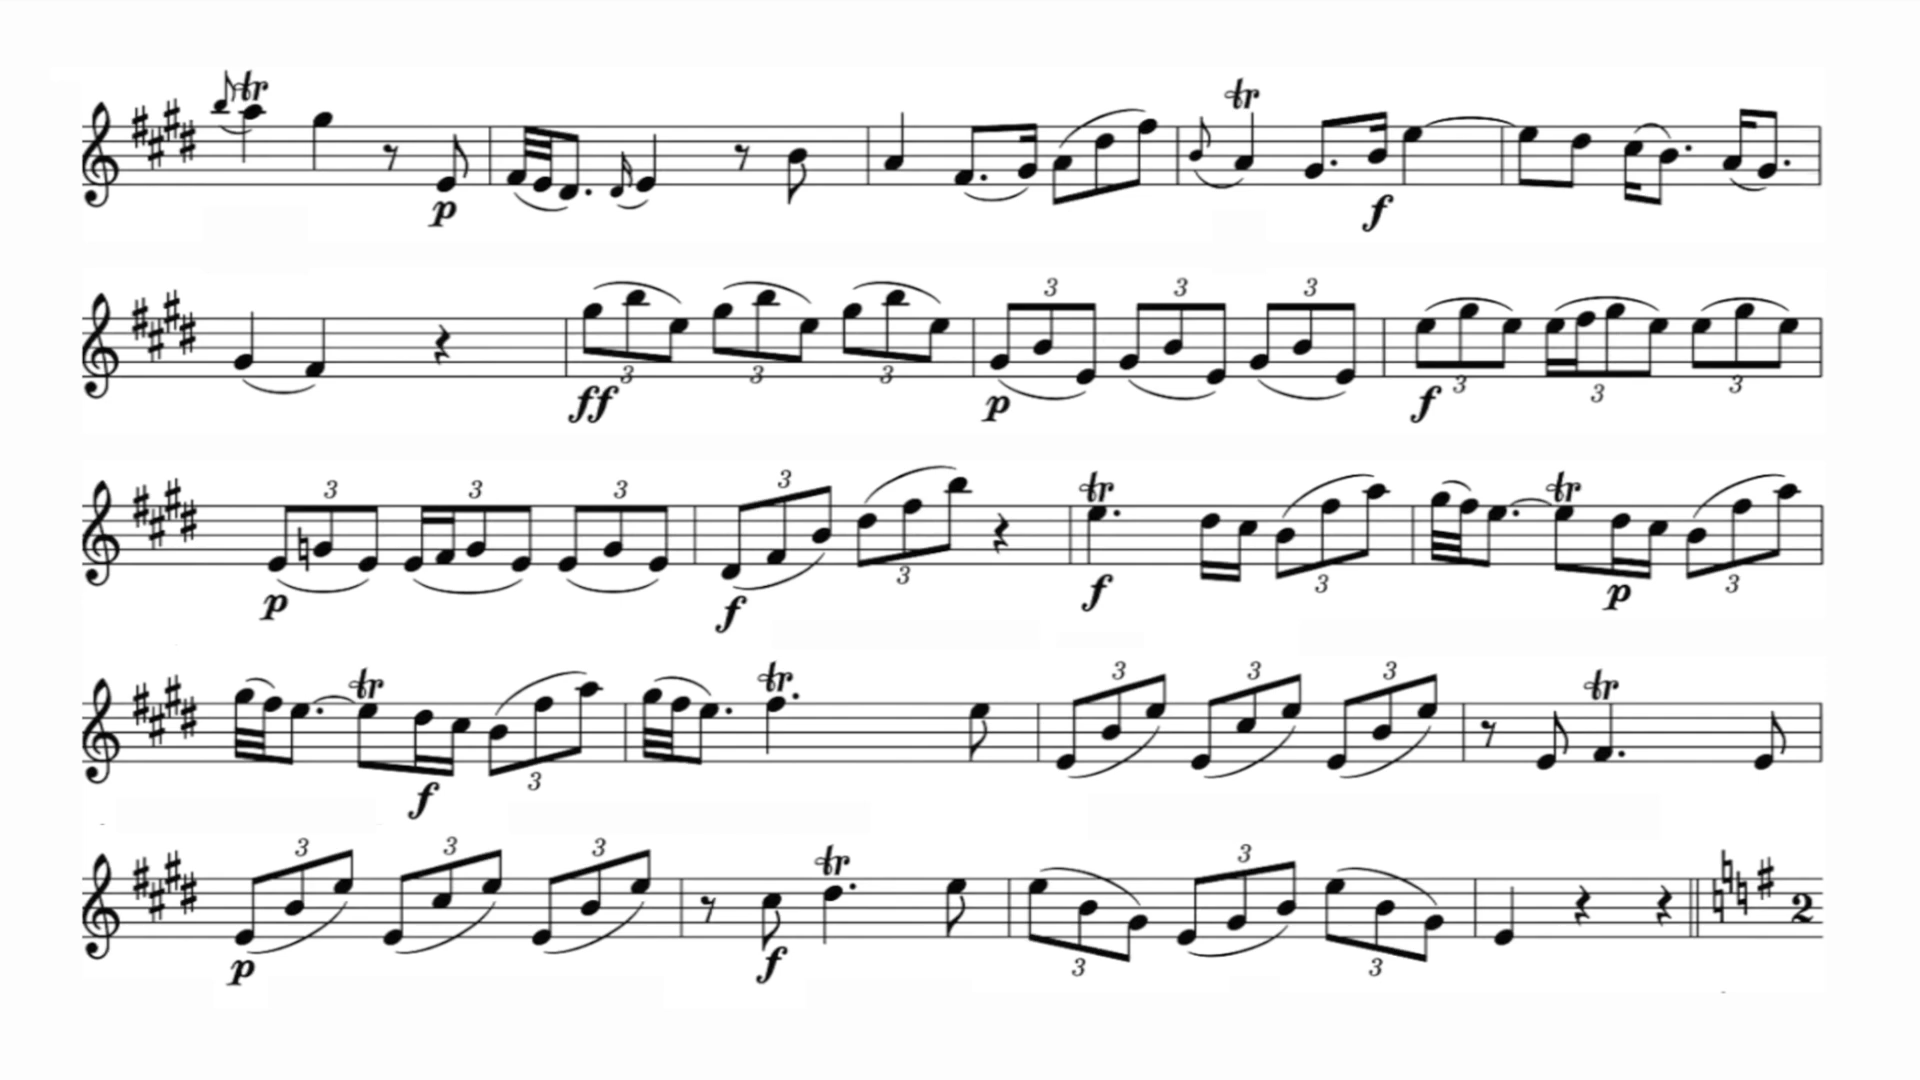 tr tr
p f
3 3 3
3 3 3 3 3 3
ff p f
3 3 3 3 tr tr
3 3 3
p f f p
tr tr 3 3 3 tr
3
f
3 3 3 tr 3
2
3 3
p f